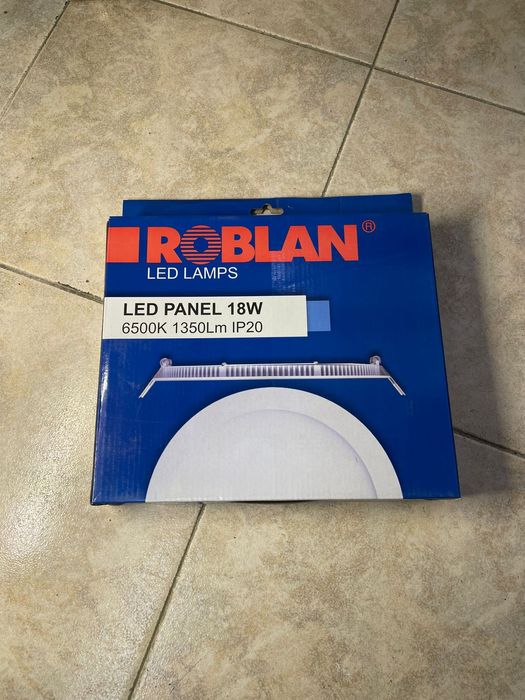 ROBLAN®
LED LAMPS
LED PANEL 18W
6500K 1350Lm IP20